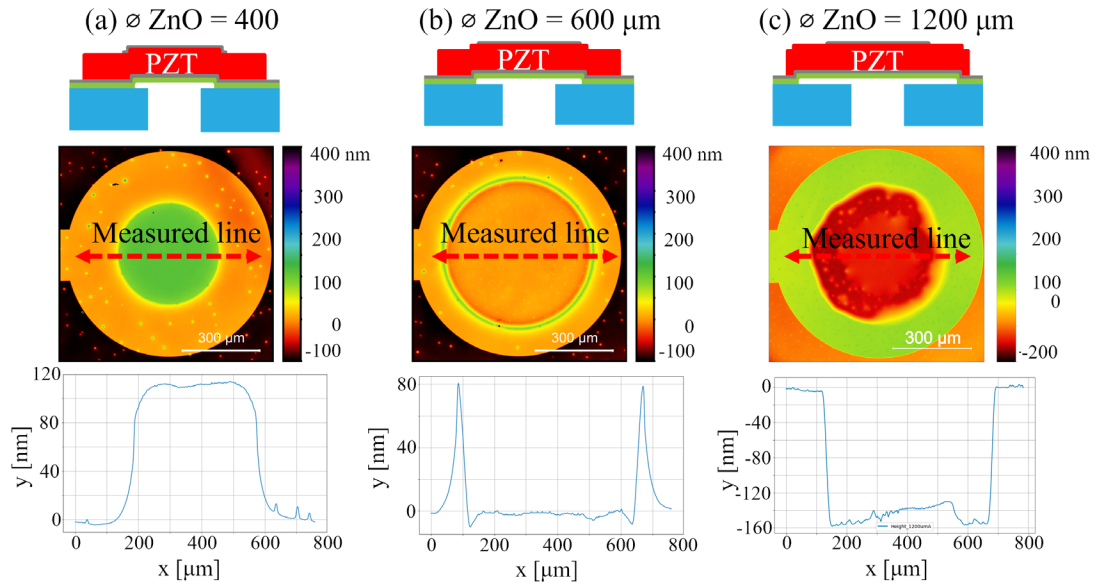 (a) ⌀ ZnO = 400
(b) ⌀ ZnO = 600 μm
(c) ⌀ ZnO = 1200 μm
PZT
PZT
PZT
400 nm
300
200
100
0
-100
Measured line
300 μm
400 nm
300
200
100
0
-100
Measured line
300 μm
400 nm
300
200
100
0
-200
Measured line
300 μm
y [nm]
120
80
40
0
0
200
400
600
800
x [μm]
y [nm]
80
40
0
0
200
400
600
800
x [μm]
y [nm]
0
-40
-80
-120
-160
Height_1200umA
0
200
400
600
800
x [μm]